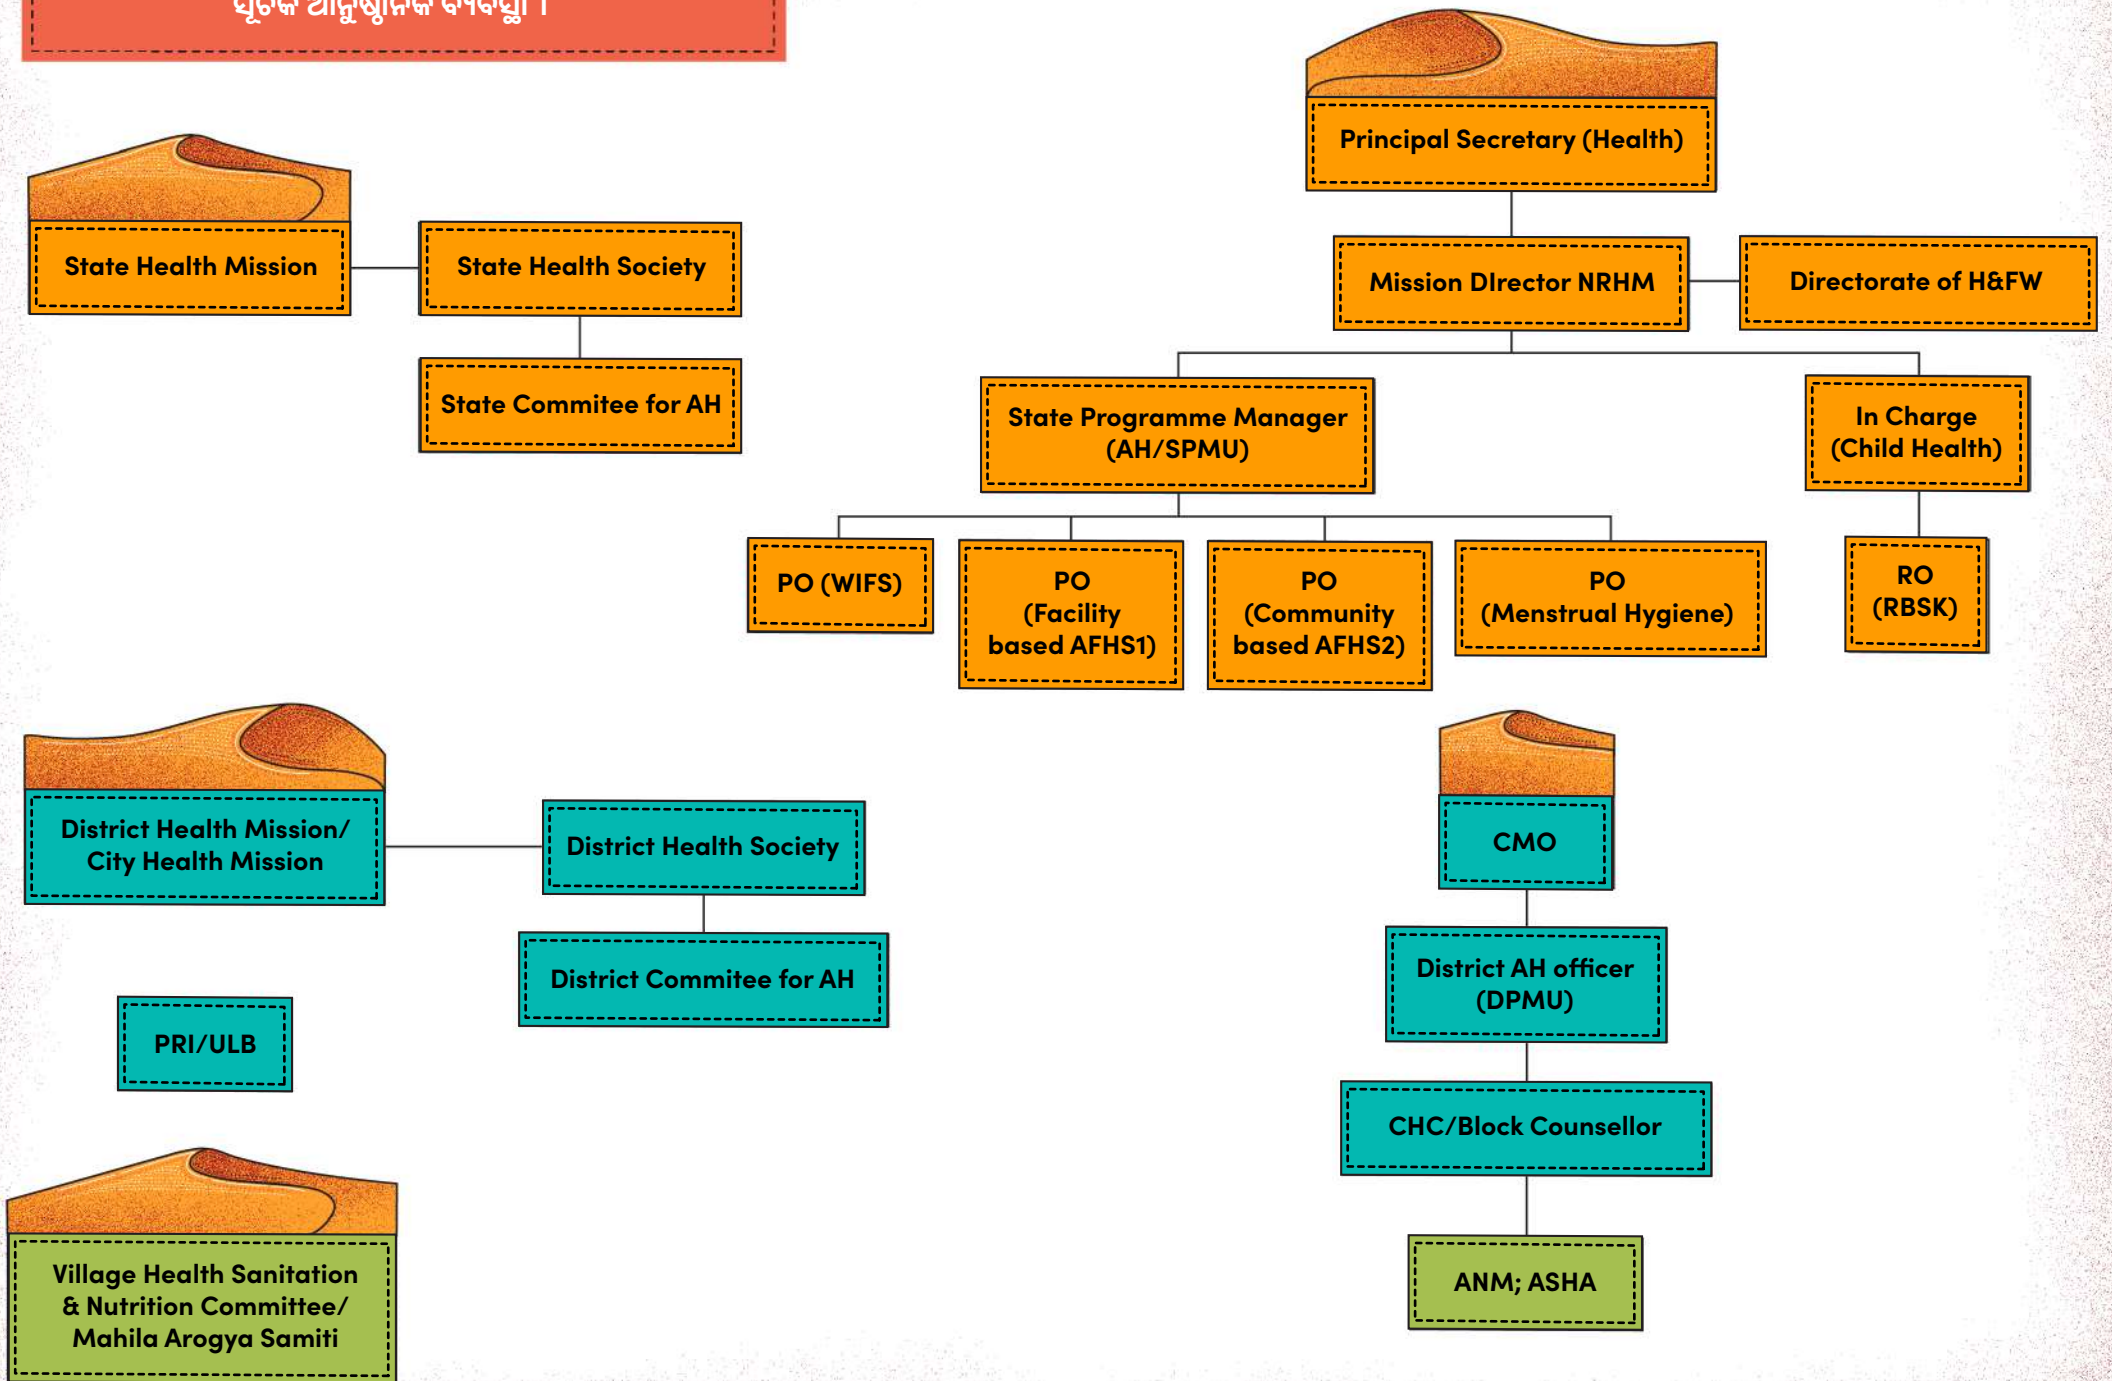 ସୂଚକ ଆନୁଷ୍ଠାନିକ ବ୍ୟବସ୍ଥା ।
Principal Secretary (Health)
State Health Mission
State Health Society
Mission DIrector NRHM
Directorate of H&FW
State Commitee for AH
State Programme Manager
(AH/SPMU)
In Charge
(Child Health)
PO (WIFS)
PO
(Facility
based AFHS1)
PO
(Community
based AFHS2)
PO
(Menstrual Hygiene)
RO
(RBSK)
District Health Mission/
City Health Mission
District Health Society
CMO
District Commitee for AH
District AH officer
(DPMU)
PRI/ULB
CHC/Block Counsellor
Village Health Sanitation
& Nutrition Committee/
Mahila Arogya Samiti
ANM; ASHA